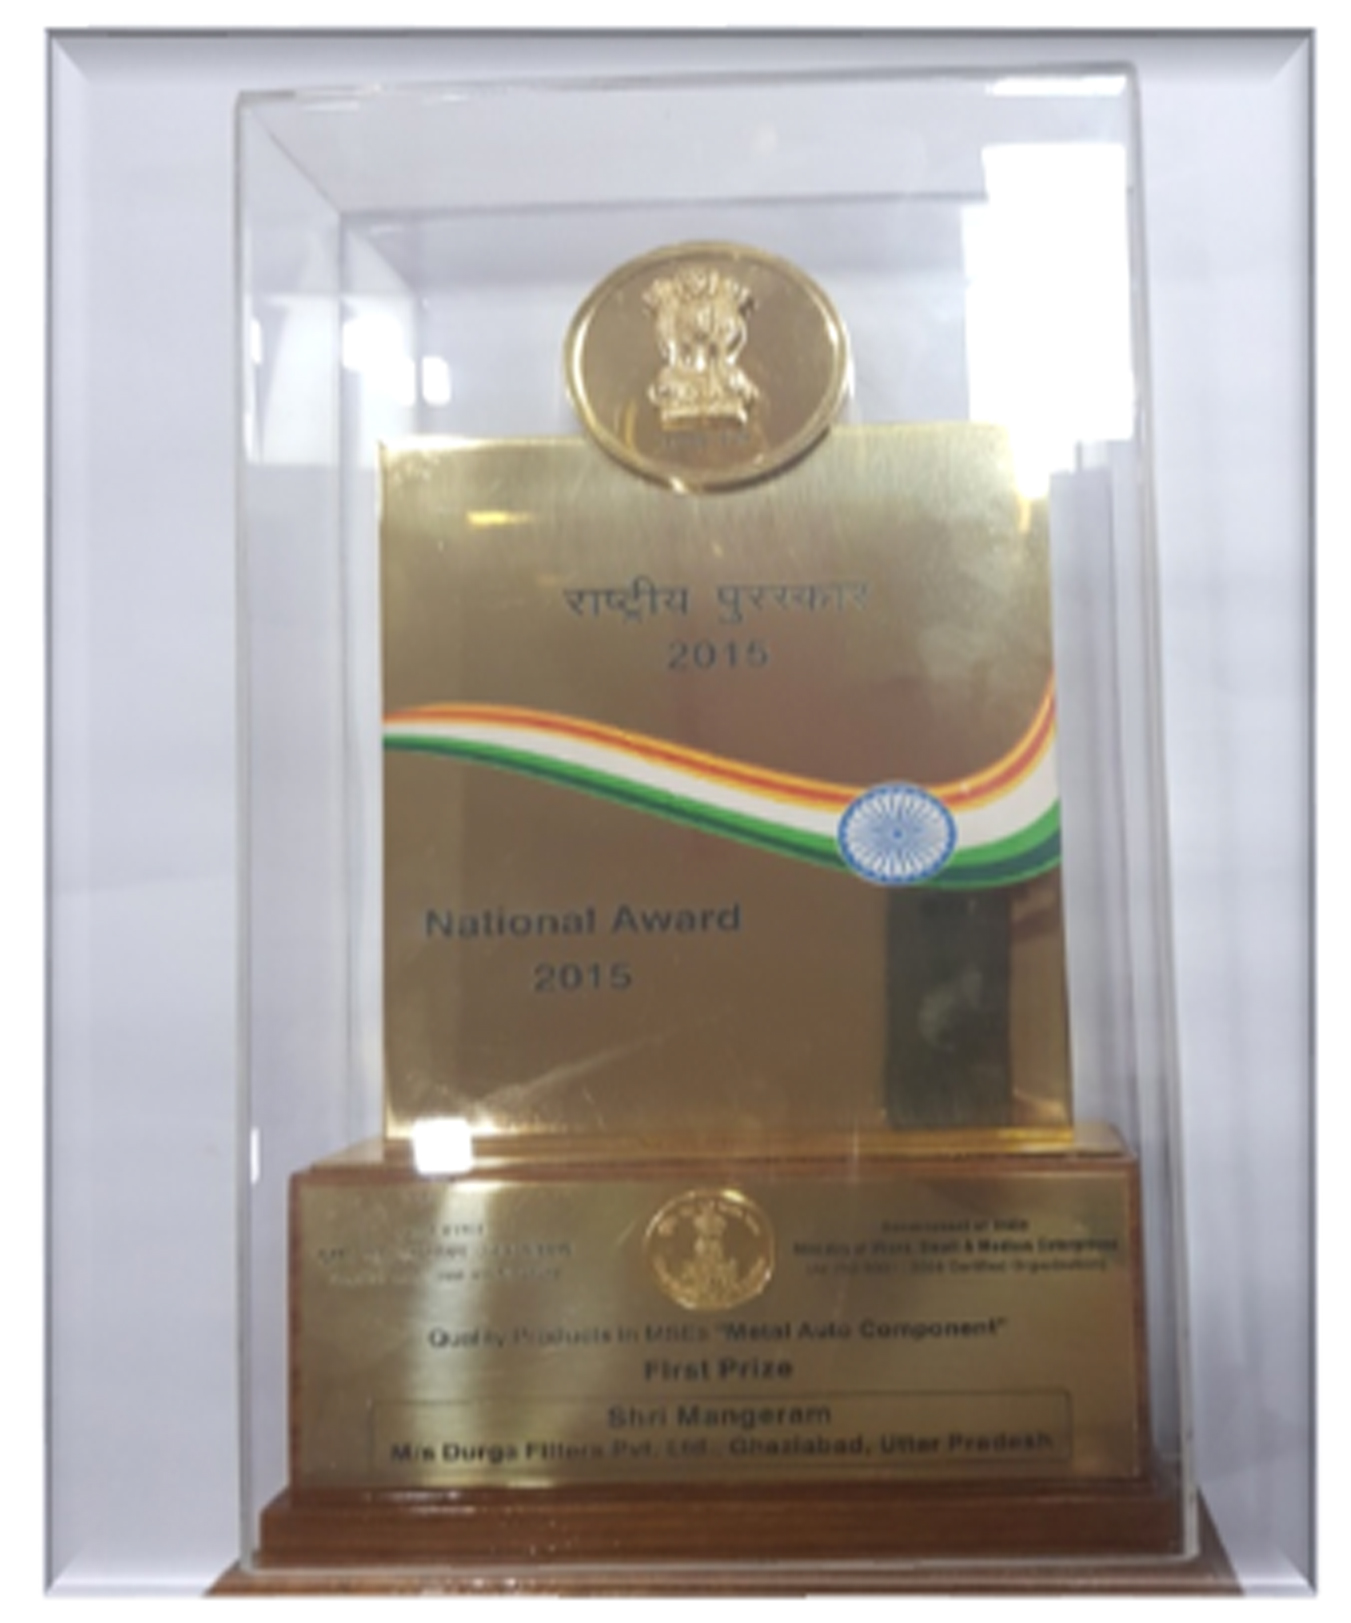 राष्ट्रीय पुरस्कार
2015
National Award
2015
Government of India
Ministry of Micro, Small & Medium Enterprises
Quality Products in MSEs "Metal Auto Component"
First Prize
Shri Mangeram
M/s Durga Filters Pvt. Ltd., Ghaziabad, Utter Pradesh